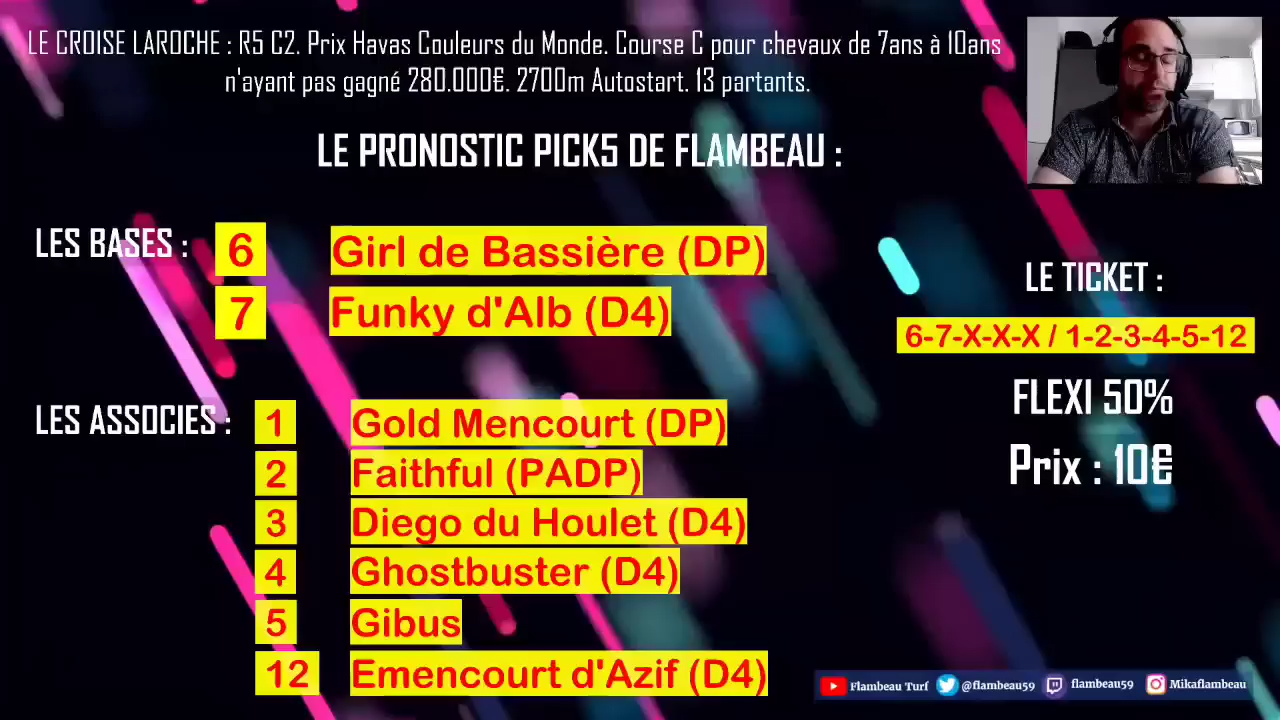 LE CROISE LAROCHE : R5 C2. Prix Havas Couleurs du Monde. Course C pour chevaux de 7ans à 10ans
n'ayant pas gagné 280.000€. 2700m Autostart. 13 partants.
LE PRONOSTIC PICK5 DE FLAMBEAU :
LES BASES :
6 Girl de Bassière (DP)
7 Funky d'Alb (D4)
LE TICKET :
6-7-X-X-X / 1-2-3-4-5-12
FLEXI 50%
Prix : 10€
LES ASSOCIES :
1 Gold Mencourt (DP)
2 Faithful (PADP)
3 Diego du Houlet (D4)
4 Ghostbuster (D4)
5 Gibus
12 Emencourt d'Azif (D4)
Flambeau Turf @flambeau59 flambeau59 Mikaflambeau